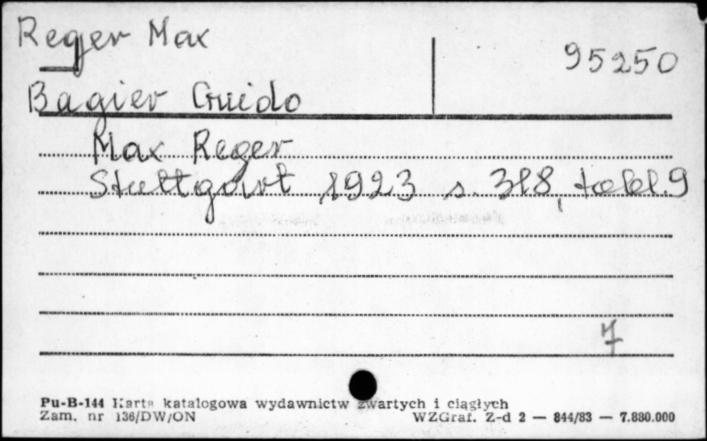 Reger Max
95250
Bagier Guido
Max Reger
Stuttgart 1923 s. 318, tabl. 9
7
Pu-B-144 Karta katalogowa wydawnictw zwartych i ciągłych
Zam. nr 136/DW/ON WZGraf. Z-d 2 — 844/83 — 7.880.000